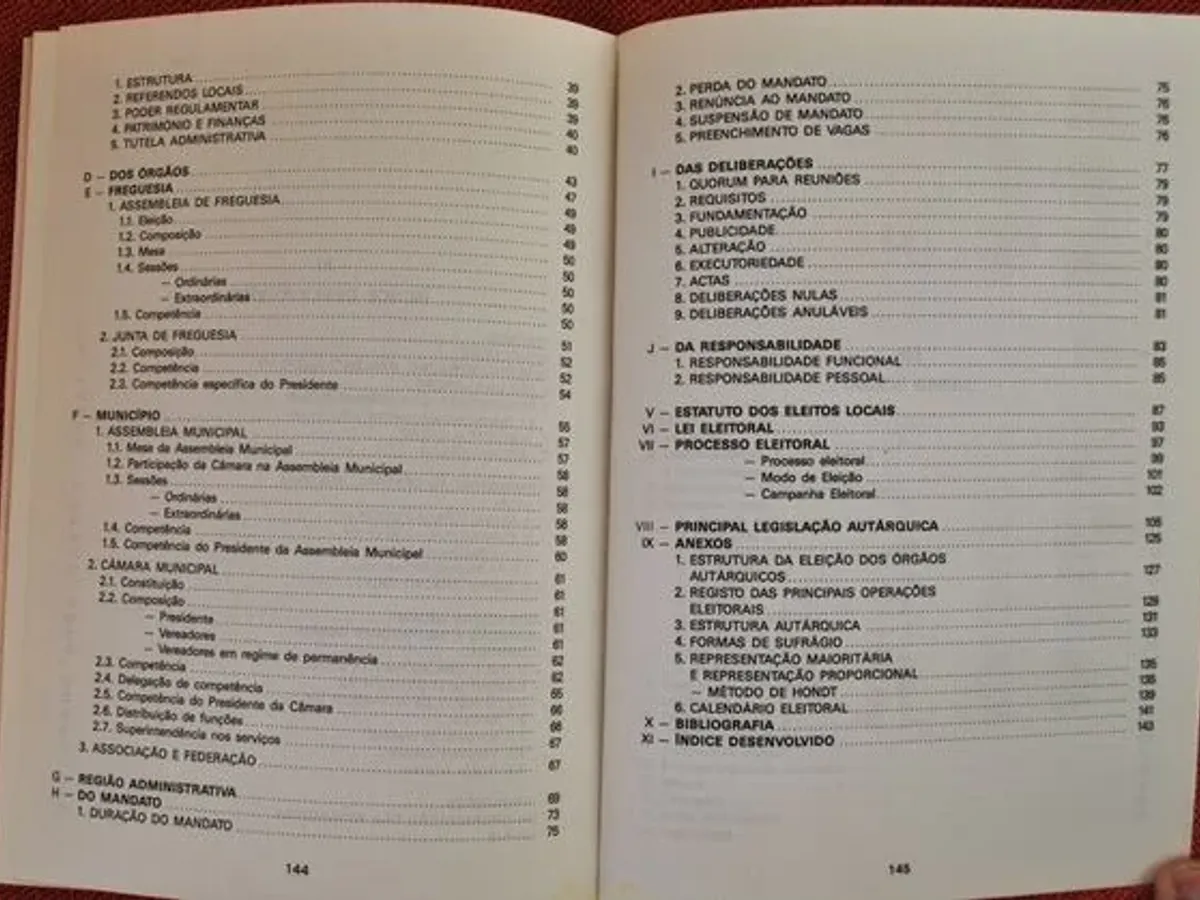 1. ESTRUTURA 39
2. REFERENDOS LOCAIS 39
3. PODER REGULAMENTAR 39
4. PATRIMÓNIO E FINANÇAS 40
5. TUTELA ADMINISTRATIVA 40
D — DOS ÓRGÃOS 43
E — FREGUESIA 47
1. ASSEMBLEIA DE FREGUESIA 49
1.1. Eleição 49
1.2. Composição 49
1.3. Mesa 50
1.4. Sessões 50
— Ordinárias 50
— Extraordinárias 50
1.5. Competência 50
2. JUNTA DE FREGUESIA 51
2.1. Composição 52
2.2. Competência 52
2.3. Competência específica do Presidente 54
F — MUNICÍPIO 55
1. ASSEMBLEIA MUNICIPAL 57
1.1. Mesa da Assembleia Municipal 57
1.2. Participação da Câmara na Assembleia Municipal 58
1.3. Sessões 58
— Ordinárias 58
— Extraordinárias 58
1.4. Competência 58
1.5. Competência do Presidente da Assembleia Municipal 60
2. CÂMARA MUNICIPAL 61
2.1. Constituição 61
2.2. Composição 61
— Presidente 61
— Vereadores 61
— Vereadores em regime de permanência 62
2.3. Competência 62
2.4. Delegação de competência 65
2.5. Competência do Presidente da Câmara 66
2.6. Distribuição de funções 66
2.7. Superintendência nos serviços 67
3. ASSOCIAÇÃO E FEDERAÇÃO 67
G — REGIÃO ADMINISTRATIVA 69
H — DO MANDATO 73
1. DURAÇÃO DO MANDATO 75
144
2. PERDA DO MANDATO 75
3. RENÚNCIA AO MANDATO 76
4. SUSPENSÃO DE MANDATO 76
5. PREENCHIMENTO DE VAGAS 76
I — DAS DELIBERAÇÕES 77
1. QUORUM PARA REUNIÕES 79
2. REQUISITOS 79
3. FUNDAMENTAÇÃO 79
4. PUBLICIDADE 80
5. ALTERAÇÃO 80
6. EXECUTORIEDADE 80
7. ACTAS 80
8. DELIBERAÇÕES NULAS 81
9. DELIBERAÇÕES ANULÁVEIS 81
J — DA RESPONSABILIDADE 83
1. RESPONSABILIDADE FUNCIONAL 85
2. RESPONSABILIDADE PESSOAL 85
V — ESTATUTO DOS ELEITOS LOCAIS 87
VI — LEI ELEITORAL 93
VII — PROCESSO ELEITORAL 97
— Processo eleitoral 99
— Modo de Eleição 101
— Campanha Eleitoral 102
VIII — PRINCIPAL LEGISLAÇÃO AUTÁRQUICA 105
IX — ANEXOS 125
1. ESTRUTURA DA ELEIÇÃO DOS ÓRGÃOS
AUTÁRQUICOS 127
2. REGISTO DAS PRINCIPAIS OPERAÇÕES
ELEITORAIS 129
3. ESTRUTURA AUTÁRQUICA 131
4. FORMAS DE SUFRÁGIO 133
5. REPRESENTAÇÃO MAIORITÁRIA
E REPRESENTAÇÃO PROPORCIONAL 135
— MÉTODO DE HONDT
6. CALENDÁRIO ELEITORAL 139
X — BIBLIOGRAFIA 141
XI — ÍNDICE DESENVOLVIDO 143
145